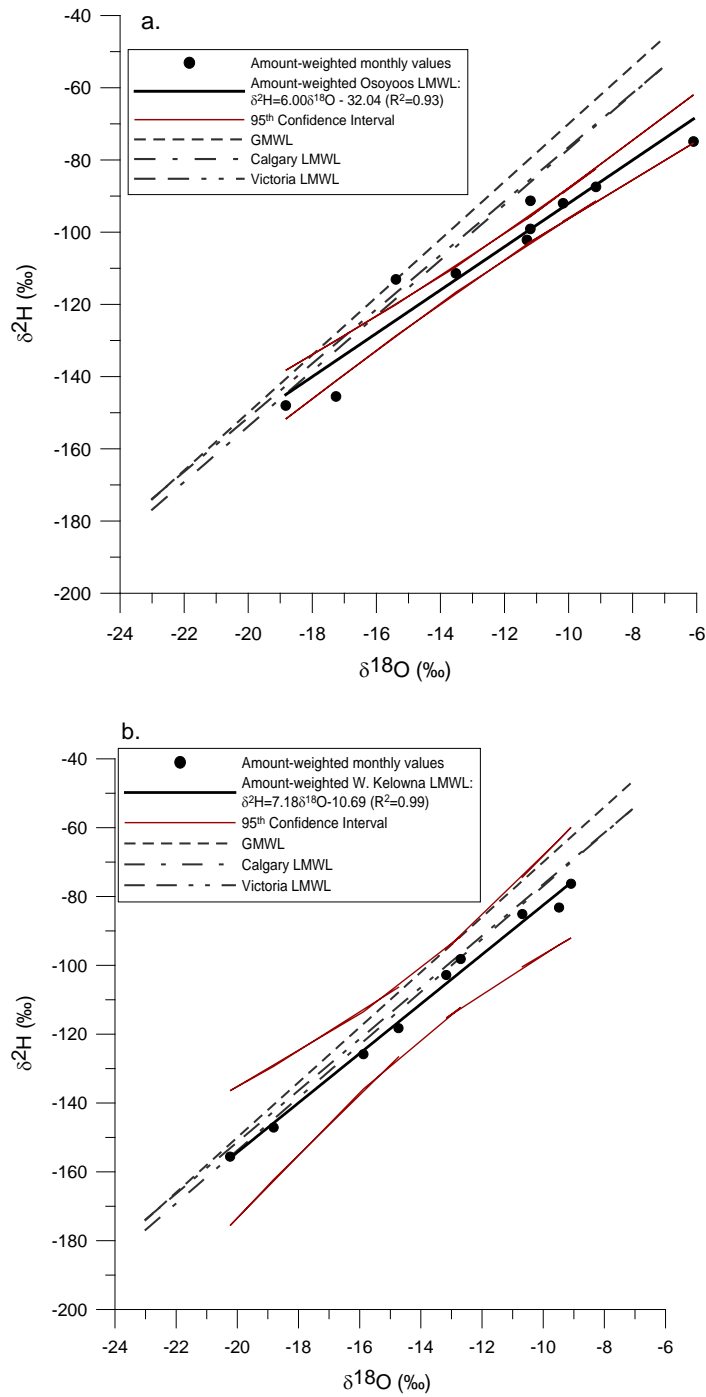 a.
Amount-weighted monthly values
Amount-weighted Osoyoos LMWL:
δ²H=6.00δ¹⁸O - 32.04 (R²=0.93)
95ᵗʰ Confidence Interval
GMWL
Calgary LMWL
Victoria LMWL
-40
-60
-80
-100
-120
-140
-160
-180
-200
δ²H (‰)
-24 -22 -20 -18 -16 -14 -12 -10 -8 -6
δ¹⁸O (‰)
b.
Amount-weighted monthly values
Amount-weighted W. Kelowna LMWL:
δ²H=7.18δ¹⁸O-10.69 (R²=0.99)
95ᵗʰ Confidence Interval
GMWL
Calgary LMWL
Victoria LMWL
-40
-60
-80
-100
-120
-140
-160
-180
-200
δ²H (‰)
-24 -22 -20 -18 -16 -14 -12 -10 -8 -6
δ¹⁸O (‰)